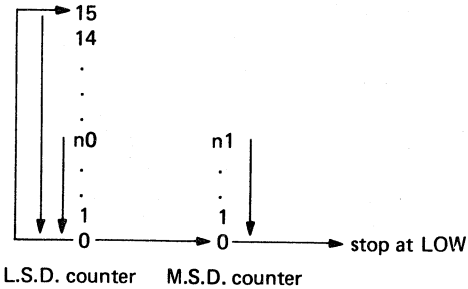 15
14
.
.
.
n0 n1
. .
. .
1 1
0 0 stop at LOW
L.S.D. counter M.S.D. counter